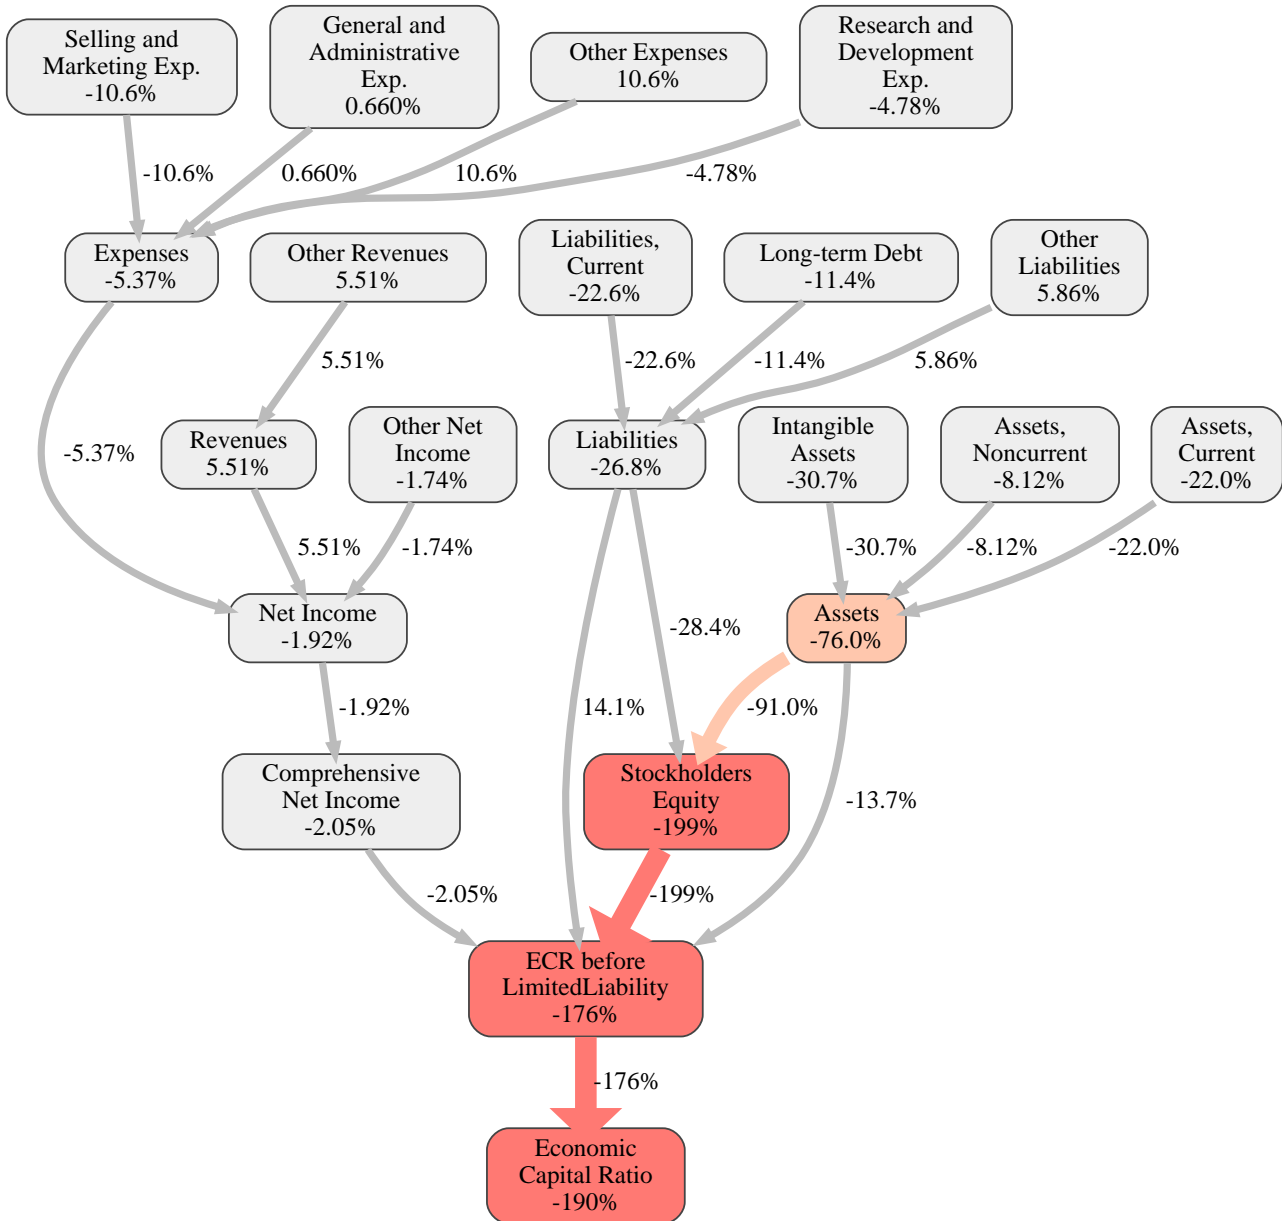 Selling and
Marketing Exp.
-10.6%
General and
Administrative
Exp.
0.660%
Other Expenses
10.6%
Research and
Development
Exp.
-4.78%
-10.6%
0.660%
10.6%
-4.78%
Expenses
-5.37%
Other Revenues
5.51%
Liabilities,
Current
-22.6%
Long-term Debt
-11.4%
Other
Liabilities
5.86%
5.51%
-22.6%
-11.4%
5.86%
-5.37%
Revenues
5.51%
Other Net
Income
-1.74%
Liabilities
-26.8%
Intangible
Assets
-30.7%
Assets,
Noncurrent
-8.12%
Assets,
Current
-22.0%
5.51%
-1.74%
-30.7%
-8.12%
-22.0%
Net Income
-1.92%
-28.4%
Assets
-76.0%
-1.92%
14.1%
-91.0%
Comprehensive
Net Income
-2.05%
Stockholders
Equity
-199%
-13.7%
-2.05%
-199%
ECR before
LimitedLiability
-176%
-176%
Economic
Capital Ratio
-190%